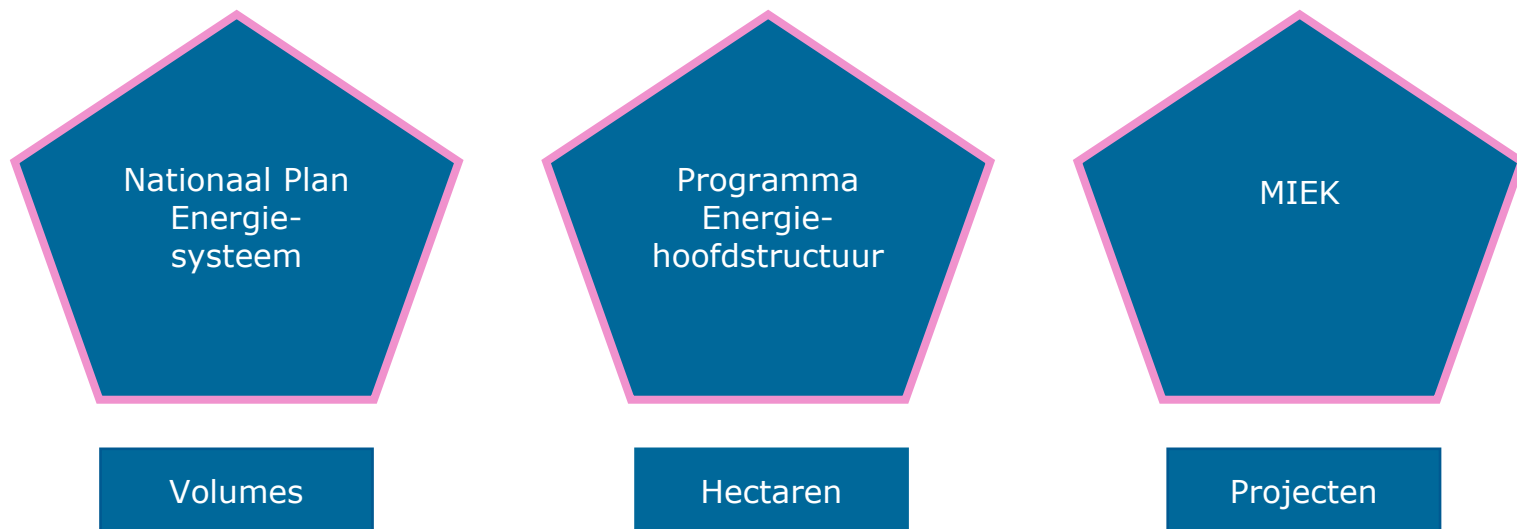 Nationaal Plan
Energie-
systeem
Programma
Energie-
hoofdstructuur
MIEK
Volumes
Hectaren
Projecten